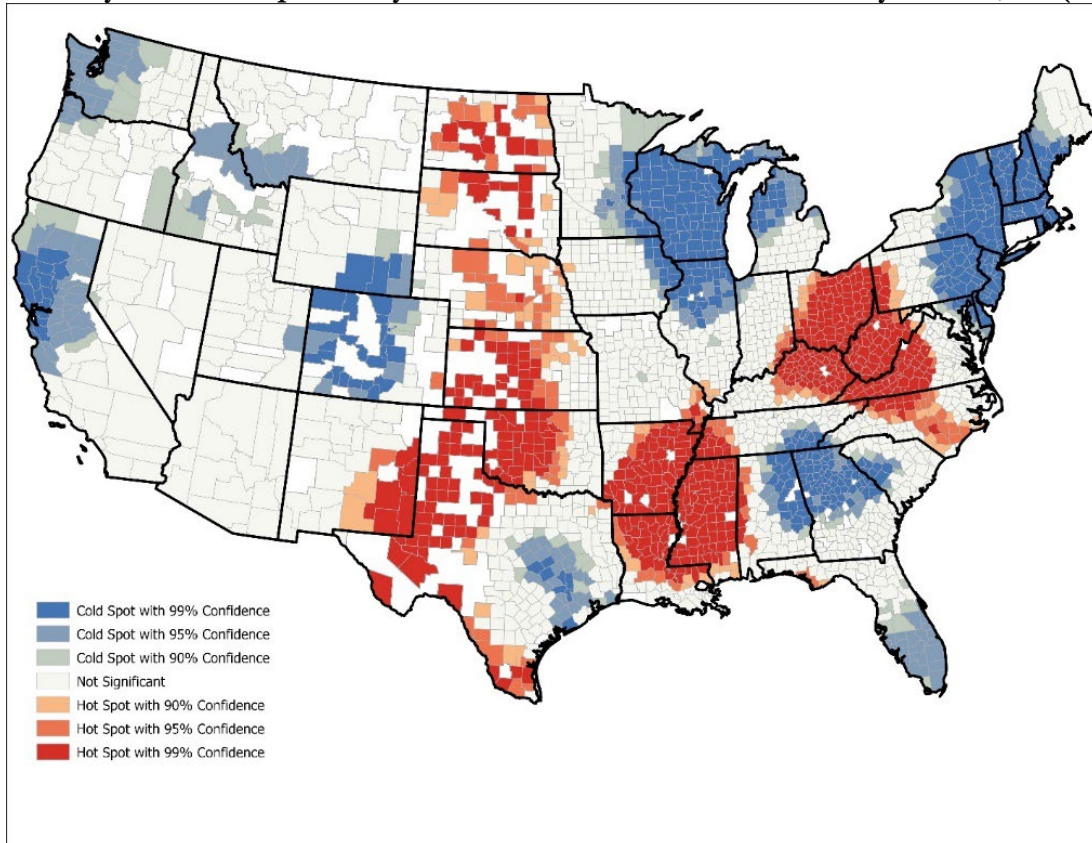 Cold Spot with 99% Confidence
Cold Spot with 95% Confidence
Cold Spot with 90% Confidence
Not Significant
Hot Spot with 90% Confidence
Hot Spot with 95% Confidence
Hot Spot with 99% Confidence